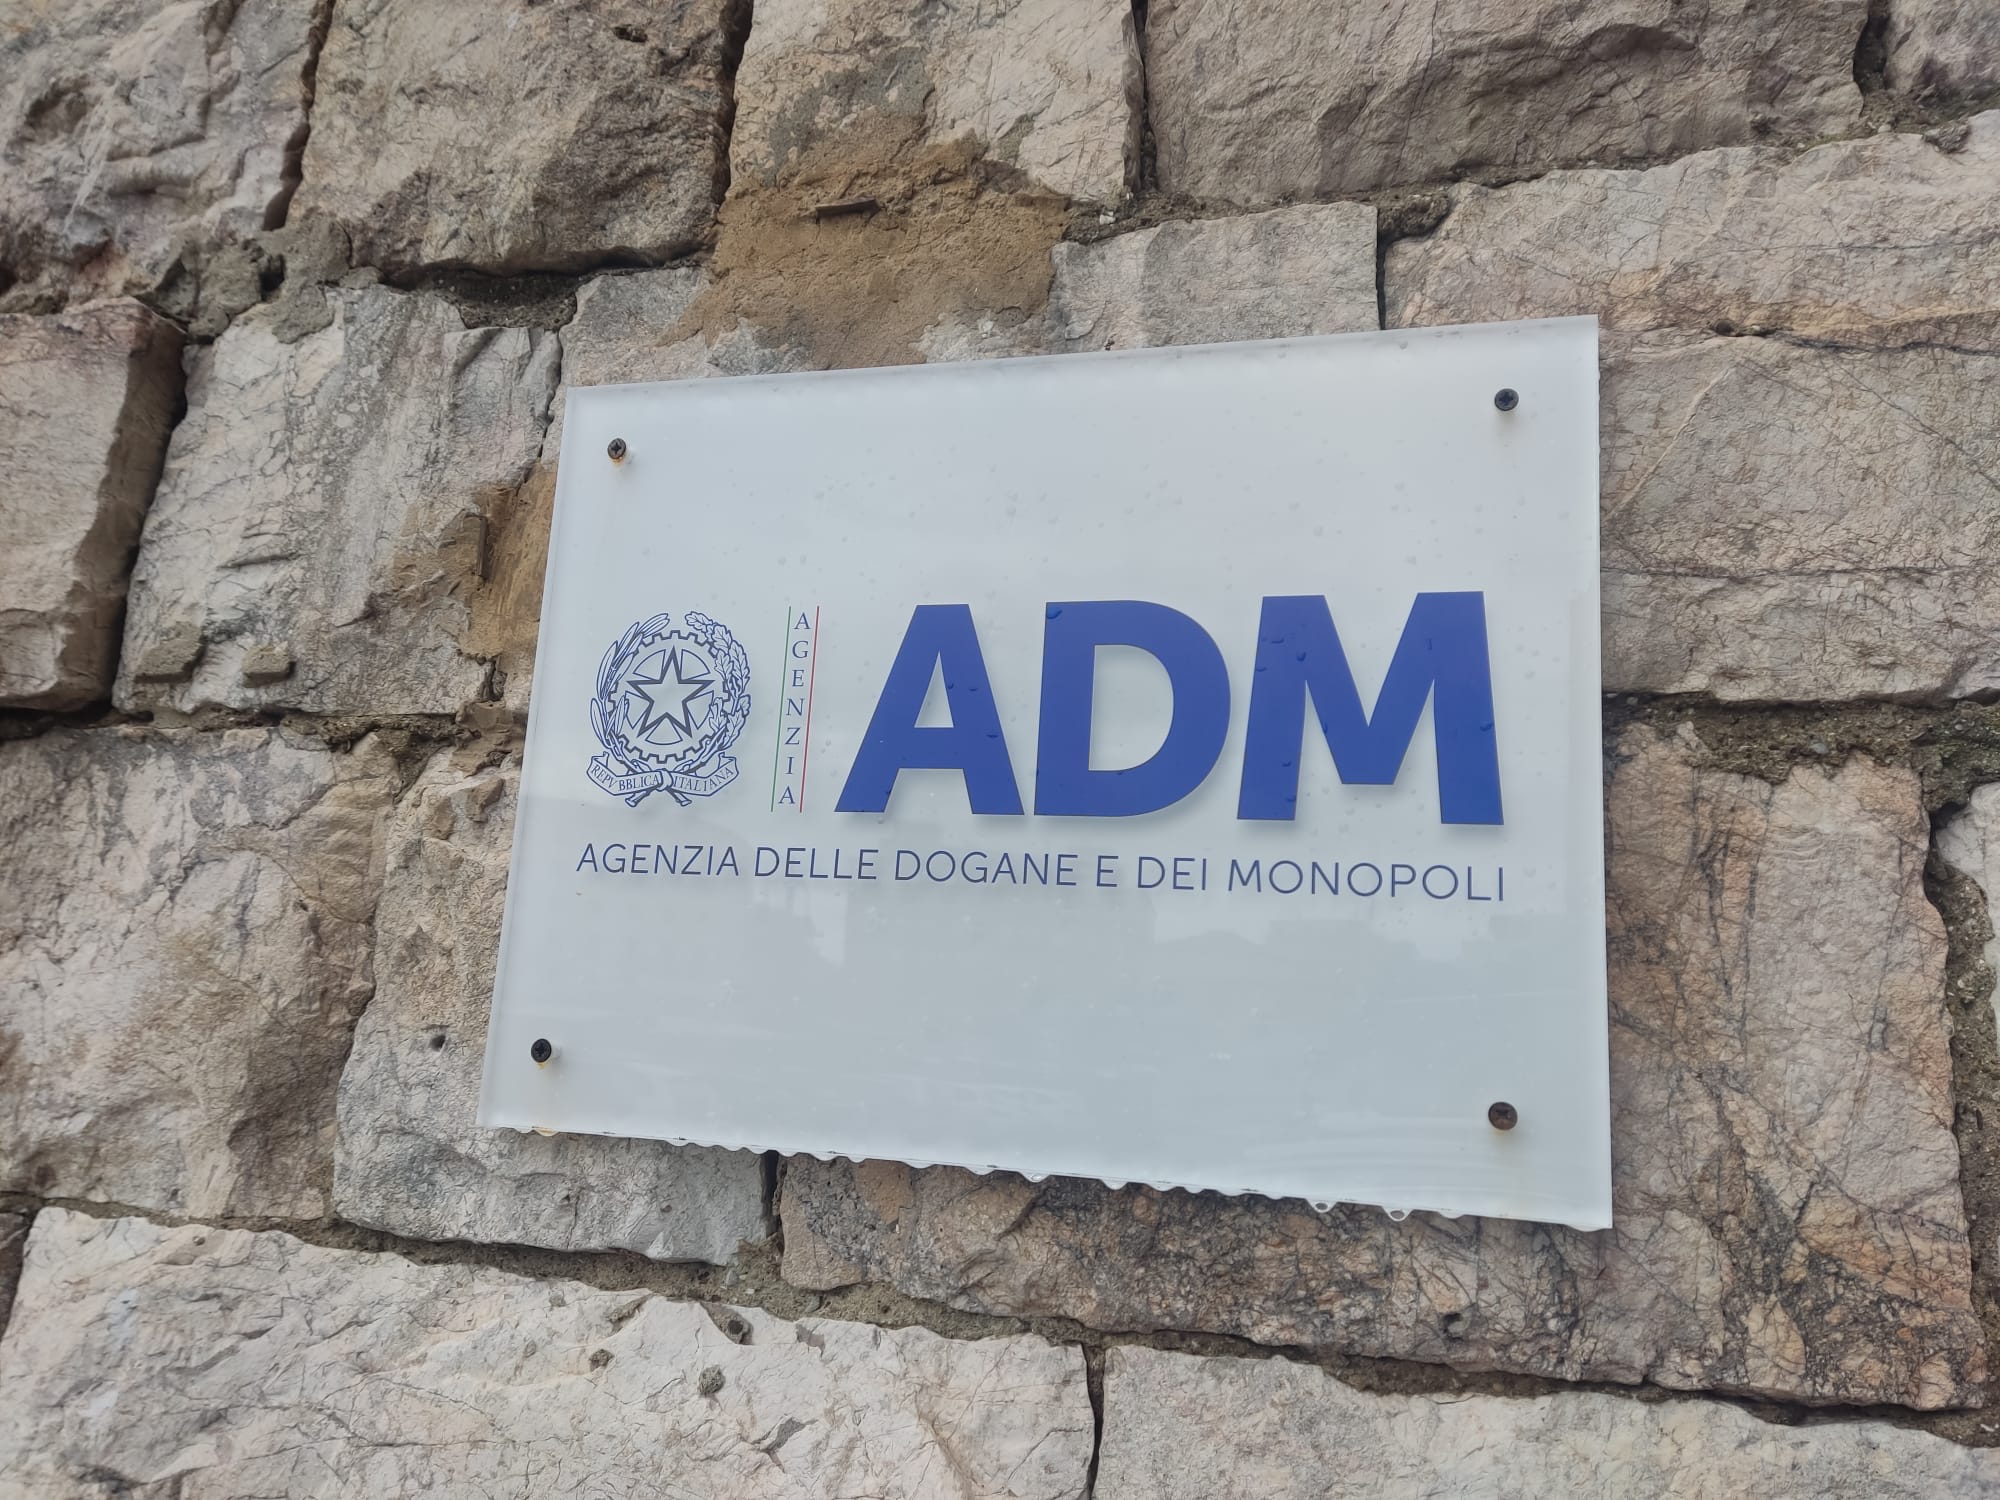 REPVBBLICA ITALIANA
AGENZIA
ADM
AGENZIA DELLE DOGANE E DEI MONOPOLI